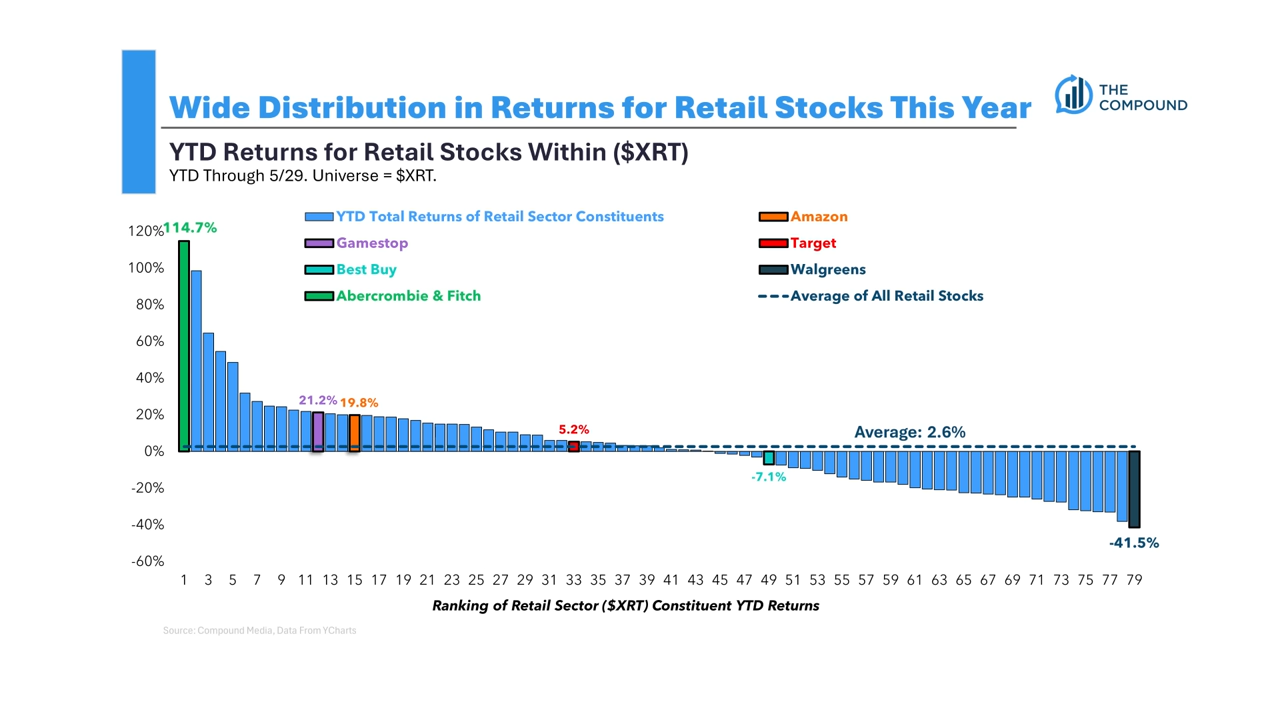 Wide Distribution in Returns for Retail Stocks This Year
THE
COMPOUND
YTD Returns for Retail Stocks Within ($XRT)
YTD Through 5/29. Universe = $XRT.
YTD Total Returns of Retail Sector Constituents
Amazon
Gamestop
Target
Best Buy
Walgreens
Abercrombie & Fitch
Average of All Retail Stocks
120%
100%
80%
60%
40%
20%
0%
-20%
-40%
-60%
114.7%
21.2%
19.8%
5.2%
Average: 2.6%
-7.1%
-41.5%
1 3 5 7 9 11 13 15 17 19 21 23 25 27 29 31 33 35 37 39 41 43 45 47 49 51 53 55 57 59 61 63 65 67 69 71 73 75 77 79
Ranking of Retail Sector ($XRT) Constituent YTD Returns
Source: Compound Media, Data From YCharts